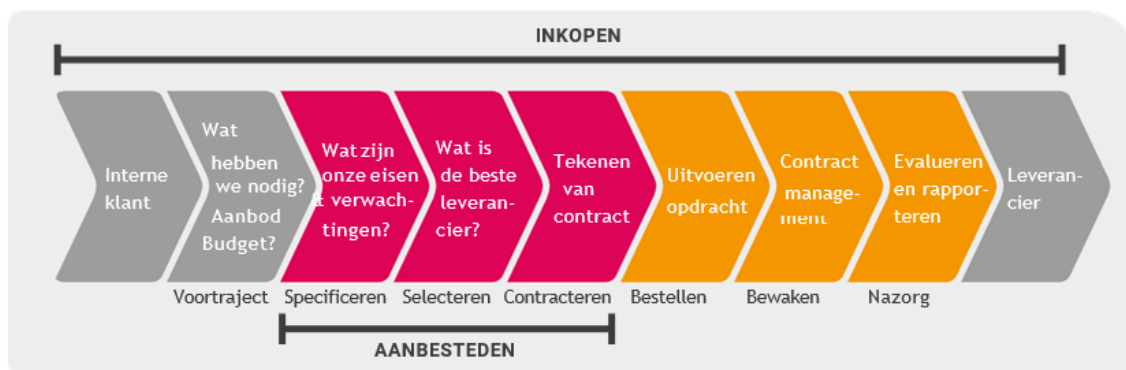 INKOPEN
Interne
klant
Wat
hebben
we nodig?
Aanbod
Budget?
Wat zijn
onze eisen
& verwach-
tingen?
Wat is
de beste
leveran-
cier?
Tekenen
van
contract
Uitvoeren
opdracht
Contract
manage-
ment
Evalueren
en rappor-
teren
Leveran-
cier
Voortraject
Specificeren
Selecteren
Contracteren
Bestellen
Bewaken
Nazorg
AANBESTEDEN